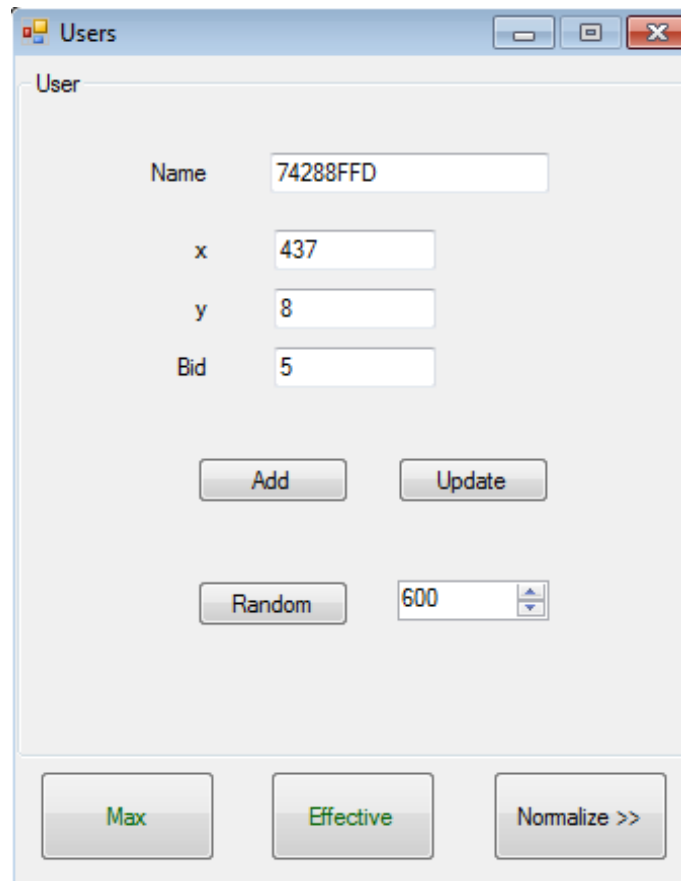 Users
User
Name 74288FFD
x 437
y 8
Bid 5
Add Update
Random 600
Max Effective Normalize >>